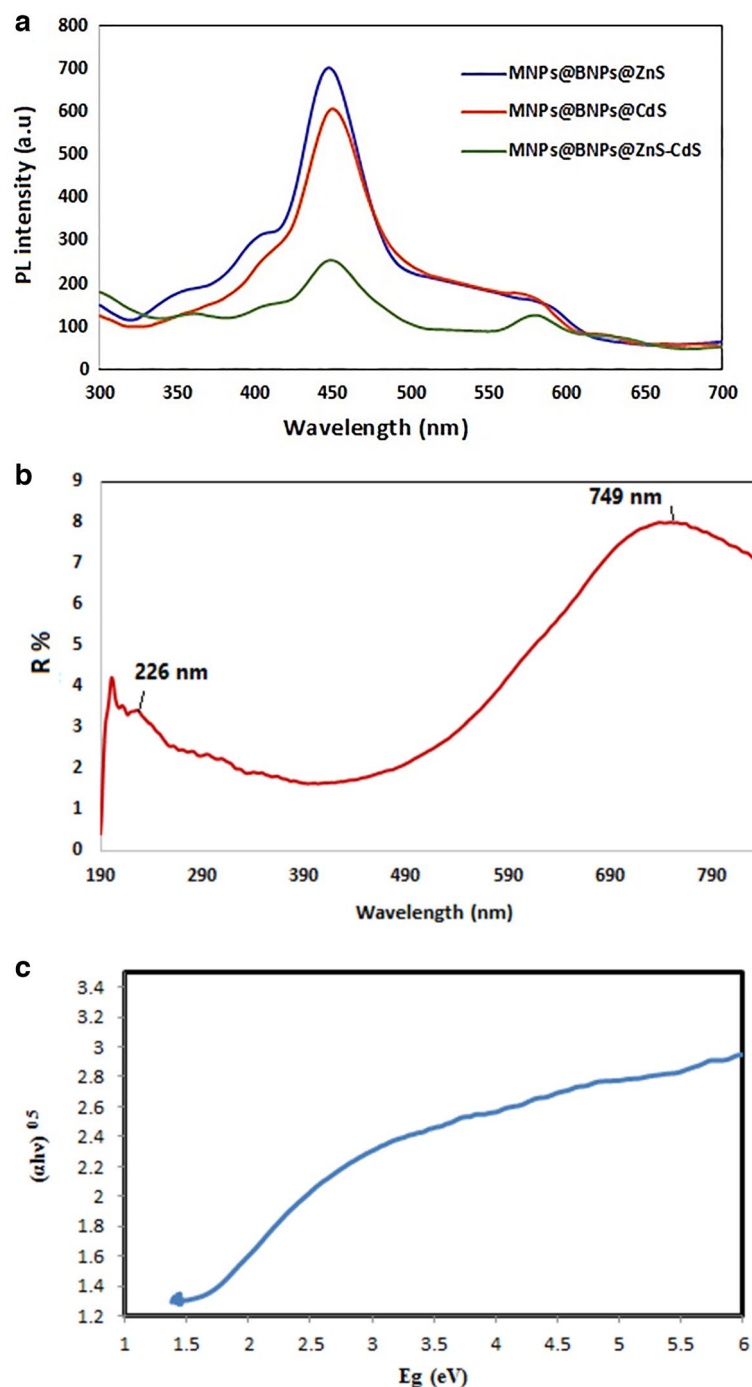 a
800
700
600
500
400
300
200
100
0
PL intensity (a.u)
MNPs@BNPs@ZnS
MNPs@BNPs@CdS
MNPs@BNPs@ZnS-CdS
300 350 400 450 500 550 600 650 700
Wavelength (nm)
b
9
8
7
6
5
4
3
2
1
0
R %
226 nm
749 nm
190 290 390 490 590 690 790
Wavelength (nm)
c
3.4
3.2
3
2.8
2.6
2.4
2.2
2
1.8
1.6
1.4
1.2
(αhν) 0.5
1 1.5 2 2.5 3 3.5 4 4.5 5 5.5 6
Eg (eV)